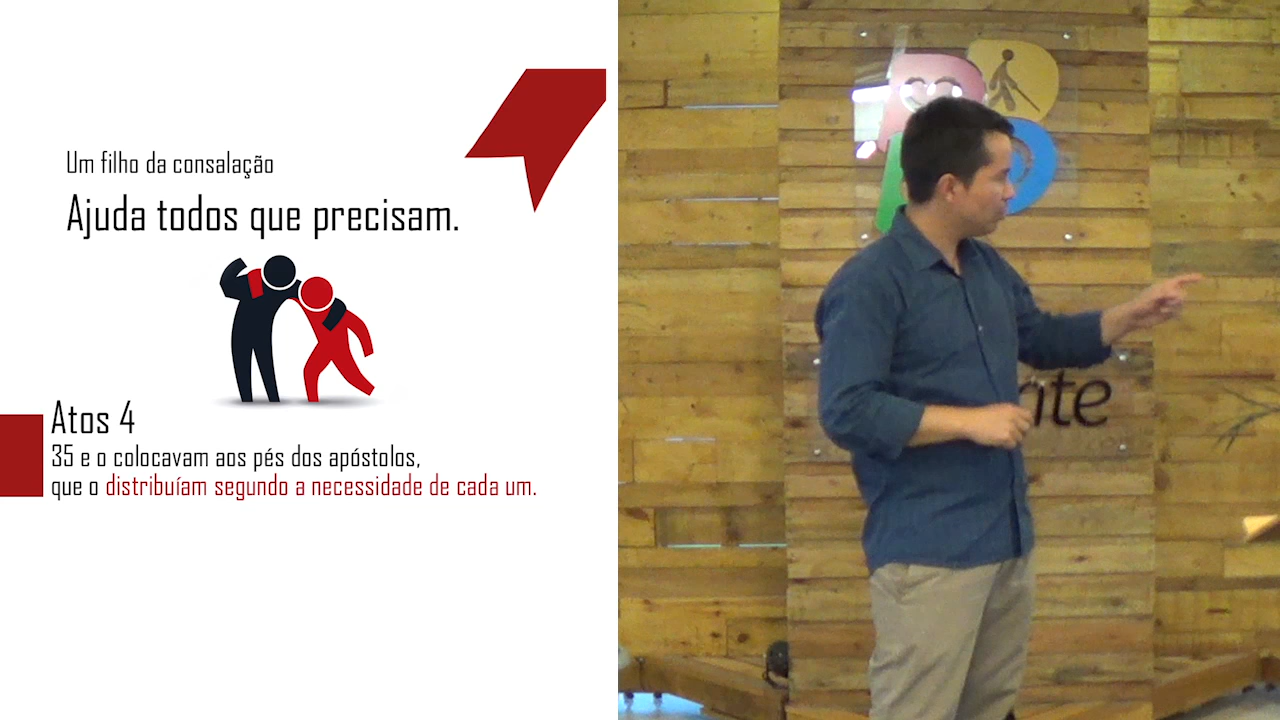 Um filho da consalação
Ajuda todos que precisam.
Atos 4
35 e o colocavam aos pés dos apóstolos,
que o distribuíam segundo a necessidade de cada um.